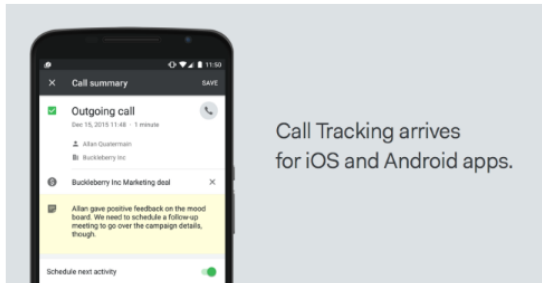 11:50
Call summary
SAVE
Outgoing call
Dec 15, 2015 11:48 · 1 minute
Allan Quatermain
Buckleberry Inc
Buckleberry Inc Marketing deal
Allan gave positive feedback on the mood
board. We need to schedule a follow-up
meeting to go over the campaign details,
though.
Schedule next activity
Call Tracking arrives
for iOS and Android apps.